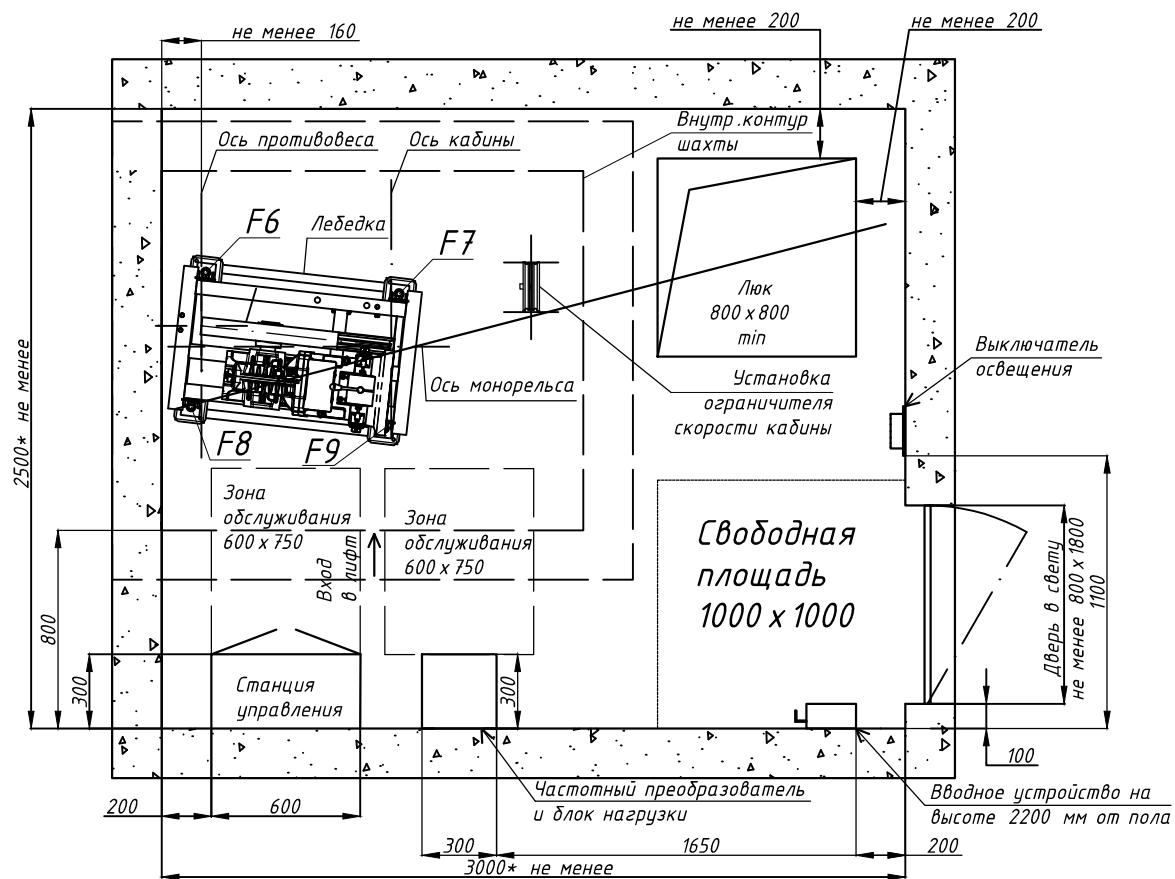 не менее 160
не менее 200
не менее 200
Ось противовеса
Ось кабины
Внутр.контур
шахты
F6
Лебедка
F7
Люк
800 x 800
min
Выключатель
освещения
Ось монорельса
Установка
ограничителя
скорости кабины
2500* не менее
F8
F9
Зона
обслуживания
600 x 750
Зона
обслуживания
600 x 750
Вход
в лифт
Свободная
площадь
1000 x 1000
Дверь в свету
не менее 800 x 1800
1100
800
300
Станция
управления
300
100
200
600
Частотный преобразователь
и блок нагрузки
Вводное устройство на
высоте 2200 мм от пола
300
1650
200
3000* не менее